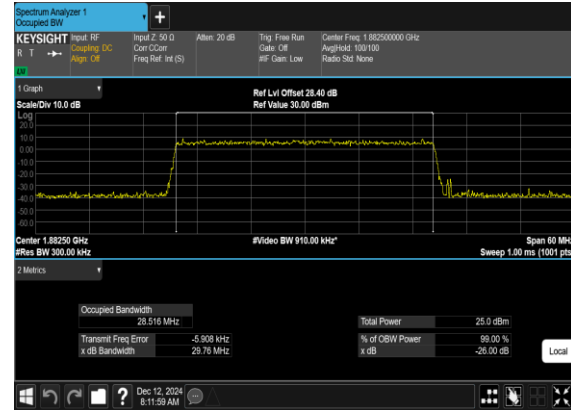 Spectrum Analyzer 1
Occupied BW
+
KEYSIGHT Input: RF Input Z: 50 Ω Atten: 20 dB Trig: Free Run Center Freq: 1.882500000 GHz
R T Coupling: DC Corr CCorr Gate: Off Avg|Hold: 100/100
Align: Off Freq Ref: Int (S) #IF Gain: Low Radio Std: None
LV
1 Graph
Ref Lvl Offset 28.40 dB
Scale/Div 10.0 dB Ref Value 30.00 dBm
Log
20.0
10.0
0.00
-10.0
-20.0
-30.0
-40.0
-50.0
-60.0
Center 1.88250 GHz #Video BW 910.00 kHz* Span 60 MHz
#Res BW 300.00 kHz Sweep 1.00 ms (1001 pts
2 Metrics
Occupied Bandwidth
28.516 MHz Total Power 25.0 dBm
Transmit Freq Error -5.908 kHz % of OBW Power 99.00 %
x dB Bandwidth 29.76 MHz x dB -26.00 dB
Local
? Dec 12, 2024
8:11:59 AM